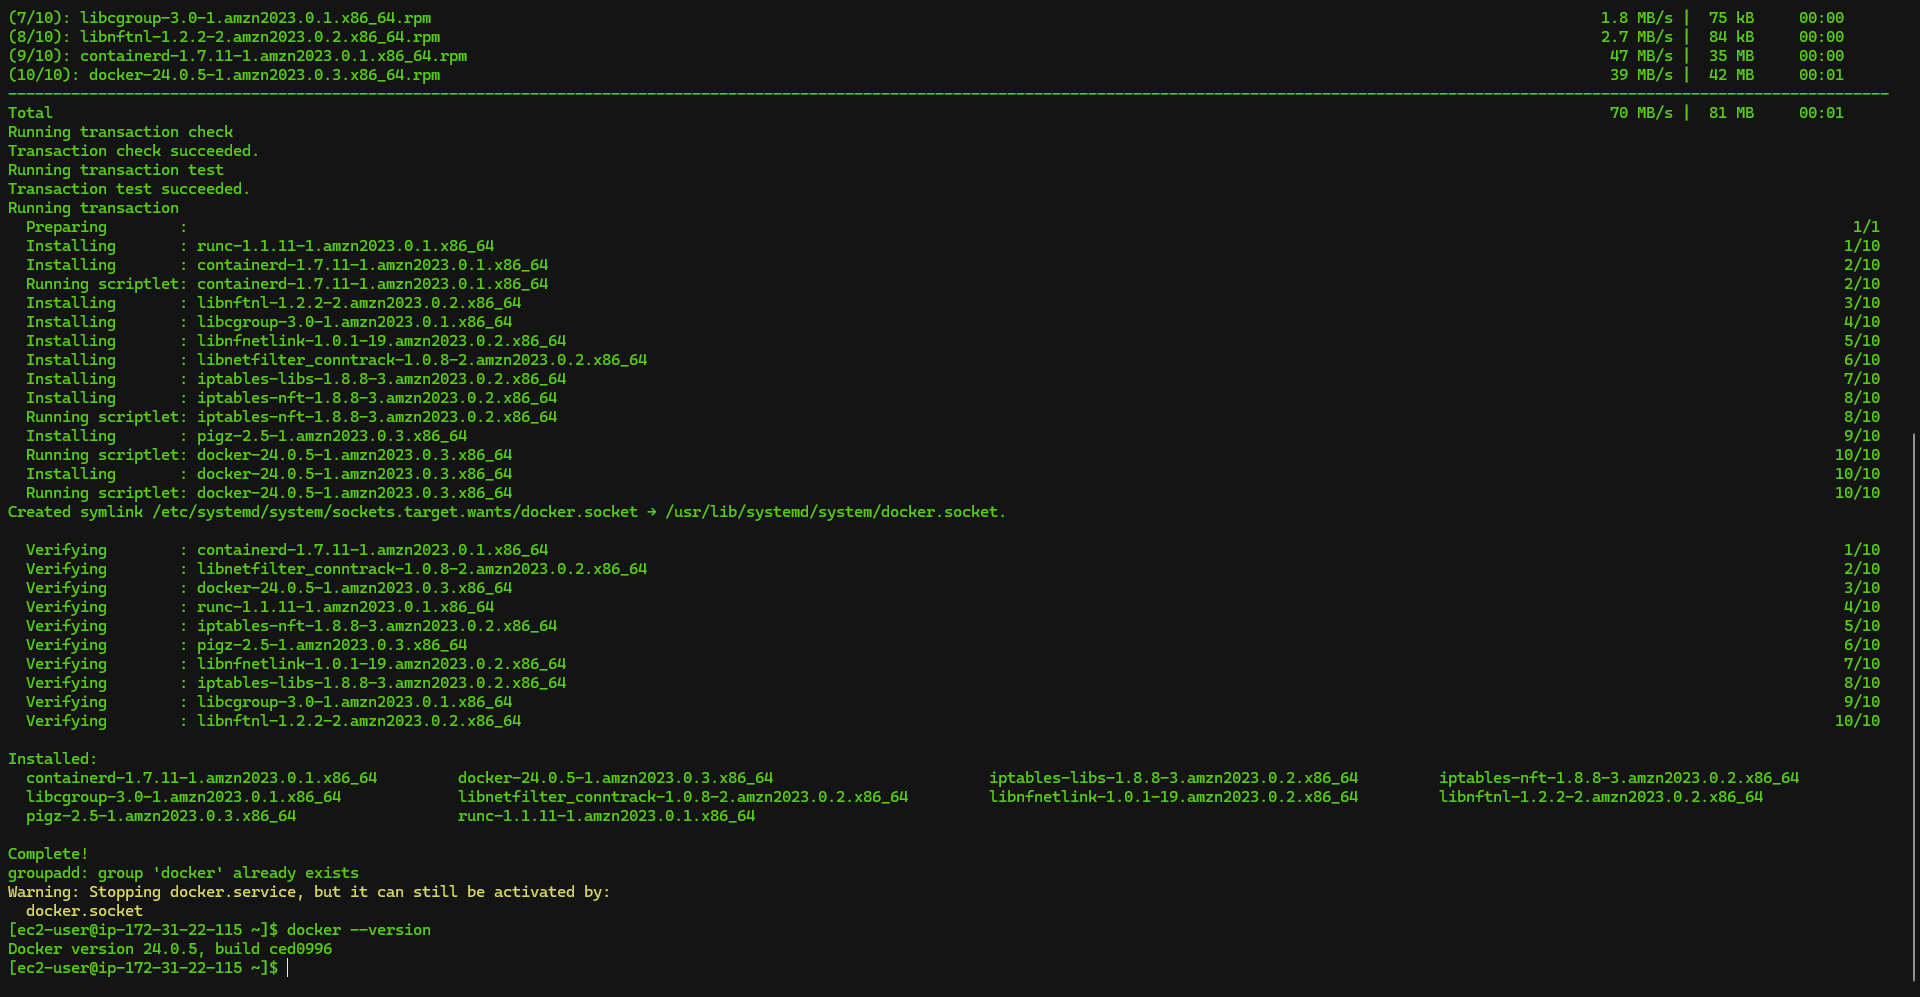 (7/10): libcgroup-3.0-1.amzn2023.0.1.x86_64.rpm 1.8 MB/s | 75 kB 00:00
(8/10): libnftnl-1.2.2-2.amzn2023.0.2.x86_64.rpm 2.7 MB/s | 84 kB 00:00
(9/10): containerd-1.7.11-1.amzn2023.0.1.x86_64.rpm 47 MB/s | 35 MB 00:00
(10/10): docker-24.0.5-1.amzn2023.0.3.x86_64.rpm 39 MB/s | 42 MB 00:01
Total 70 MB/s | 81 MB 00:01
Running transaction check
Transaction check succeeded.
Running transaction test
Transaction test succeeded.
Running transaction
Preparing : 1/1
Installing : runc-1.1.11-1.amzn2023.0.1.x86_64 1/10
Installing : containerd-1.7.11-1.amzn2023.0.1.x86_64 2/10
Running scriptlet: containerd-1.7.11-1.amzn2023.0.1.x86_64 2/10
Installing : libnftnl-1.2.2-2.amzn2023.0.2.x86_64 3/10
Installing : libcgroup-3.0-1.amzn2023.0.1.x86_64 4/10
Installing : libnfnetlink-1.0.1-19.amzn2023.0.2.x86_64 5/10
Installing : libnetfilter_conntrack-1.0.8-2.amzn2023.0.2.x86_64 6/10
Installing : iptables-libs-1.8.8-3.amzn2023.0.2.x86_64 7/10
Installing : iptables-nft-1.8.8-3.amzn2023.0.2.x86_64 8/10
Running scriptlet: iptables-nft-1.8.8-3.amzn2023.0.2.x86_64 8/10
Installing : pigz-2.5-1.amzn2023.0.3.x86_64 9/10
Running scriptlet: docker-24.0.5-1.amzn2023.0.3.x86_64 10/10
Installing : docker-24.0.5-1.amzn2023.0.3.x86_64 10/10
Running scriptlet: docker-24.0.5-1.amzn2023.0.3.x86_64 10/10
Created symlink /etc/systemd/system/sockets.target.wants/docker.socket → /usr/lib/systemd/system/docker.socket.
Verifying : containerd-1.7.11-1.amzn2023.0.1.x86_64 1/10
Verifying : libnetfilter_conntrack-1.0.8-2.amzn2023.0.2.x86_64 2/10
Verifying : docker-24.0.5-1.amzn2023.0.3.x86_64 3/10
Verifying : runc-1.1.11-1.amzn2023.0.1.x86_64 4/10
Verifying : iptables-nft-1.8.8-3.amzn2023.0.2.x86_64 5/10
Verifying : pigz-2.5-1.amzn2023.0.3.x86_64 6/10
Verifying : libnfnetlink-1.0.1-19.amzn2023.0.2.x86_64 7/10
Verifying : iptables-libs-1.8.8-3.amzn2023.0.2.x86_64 8/10
Verifying : libcgroup-3.0-1.amzn2023.0.1.x86_64 9/10
Verifying : libnftnl-1.2.2-2.amzn2023.0.2.x86_64 10/10
Installed:
containerd-1.7.11-1.amzn2023.0.1.x86_64 docker-24.0.5-1.amzn2023.0.3.x86_64 iptables-libs-1.8.8-3.amzn2023.0.2.x86_64 iptables-nft-1.8.8-3.amzn2023.0.2.x86_64
libcgroup-3.0-1.amzn2023.0.1.x86_64 libnetfilter_conntrack-1.0.8-2.amzn2023.0.2.x86_64 libnfnetlink-1.0.1-19.amzn2023.0.2.x86_64 libnftnl-1.2.2-2.amzn2023.0.2.x86_64
pigz-2.5-1.amzn2023.0.3.x86_64 runc-1.1.11-1.amzn2023.0.1.x86_64
Complete!
groupadd: group 'docker' already exists
Warning: Stopping docker.service, but it can still be activated by:
docker.socket
[ec2-user@ip-172-31-22-115 ~]$ docker --version
Docker version 24.0.5, build ced0996
[ec2-user@ip-172-31-22-115 ~]$